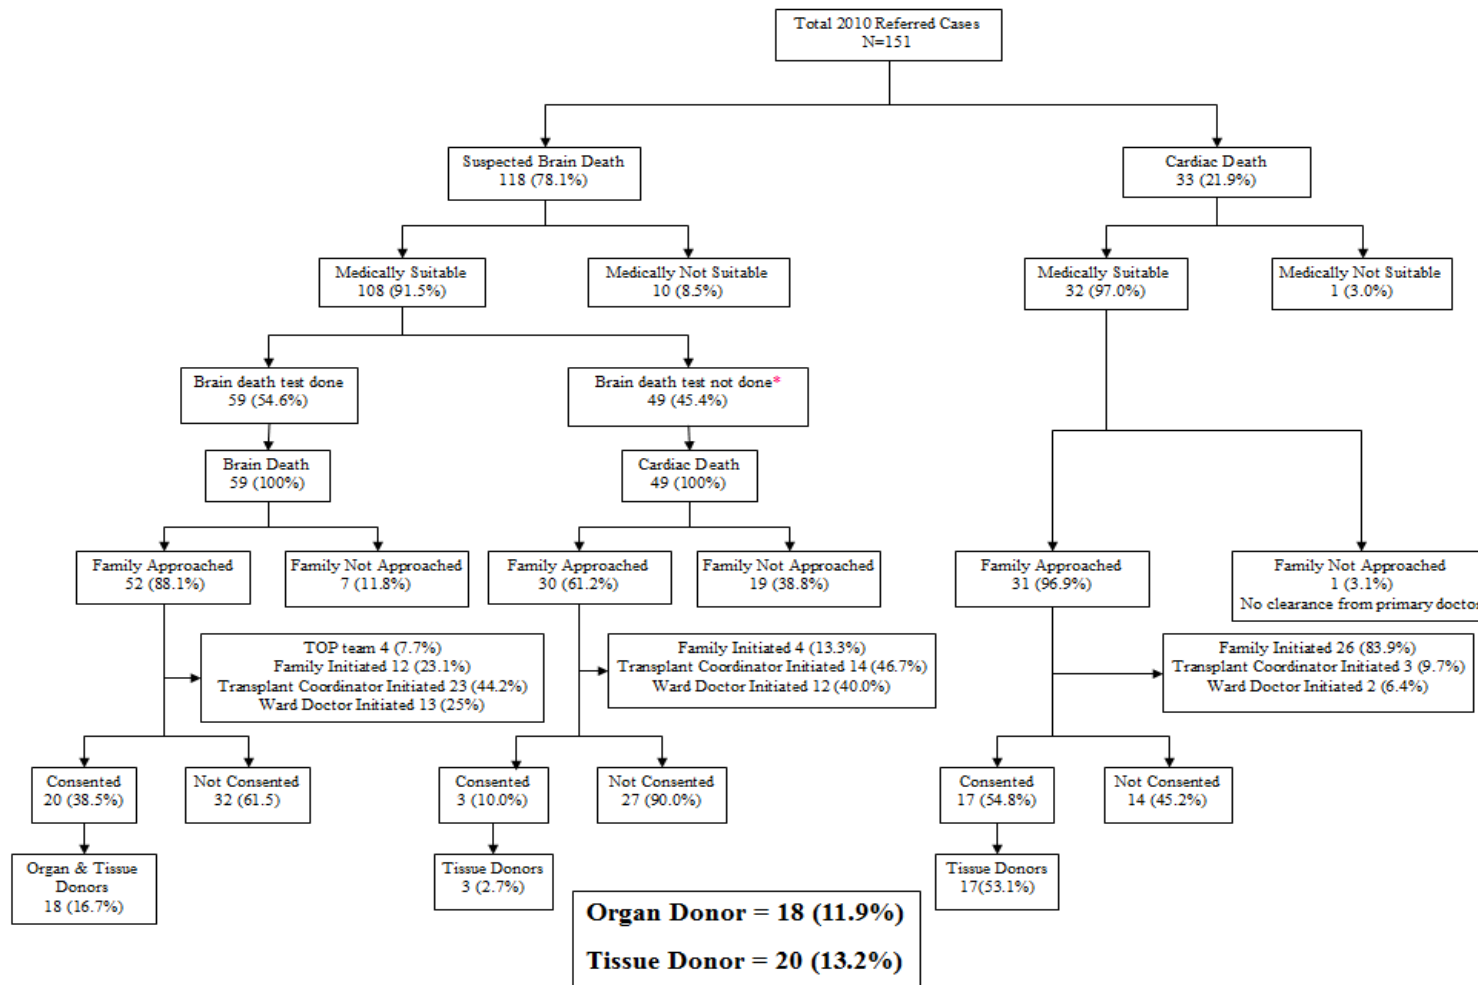 Total 2010 Referred Cases
N=151
Suspected Brain Death
118 (78.1%)
Cardiac Death
33 (21.9%)
Medically Suitable
108 (91.5%)
Medically Not Suitable
10 (8.5%)
Medically Suitable
32 (97.0%)
Medically Not Suitable
1 (3.0%)
Brain death test done
59 (54.6%)
Brain death test not done*
49 (45.4%)
Brain Death
59 (100%)
Cardiac Death
49 (100%)
Family Approached
52 (88.1%)
Family Not Approached
7 (11.8%)
Family Approached
30 (61.2%)
Family Not Approached
19 (38.8%)
Family Approached
31 (96.9%)
Family Not Approached
1 (3.1%)
No clearance from primary doctor
TOP team 4 (7.7%)
Family Initiated 12 (23.1%)
Transplant Coordinator Initiated 23 (44.2%)
Ward Doctor Initiated 13 (25%)
Family Initiated 4 (13.3%)
Transplant Coordinator Initiated 14 (46.7%)
Ward Doctor Initiated 12 (40.0%)
Family Initiated 26 (83.9%)
Transplant Coordinator Initiated 3 (9.7%)
Ward Doctor Initiated 2 (6.4%)
Consented
20 (38.5%)
Not Consented
32 (61.5)
Consented
3 (10.0%)
Not Consented
27 (90.0%)
Consented
17 (54.8%)
Not Consented
14 (45.2%)
Organ & Tissue
Donors
18 (16.7%)
Tissue Donors
3 (2.7%)
Tissue Donors
17(53.1%)
Organ Donor = 18 (11.9%)
Tissue Donor = 20 (13.2%)